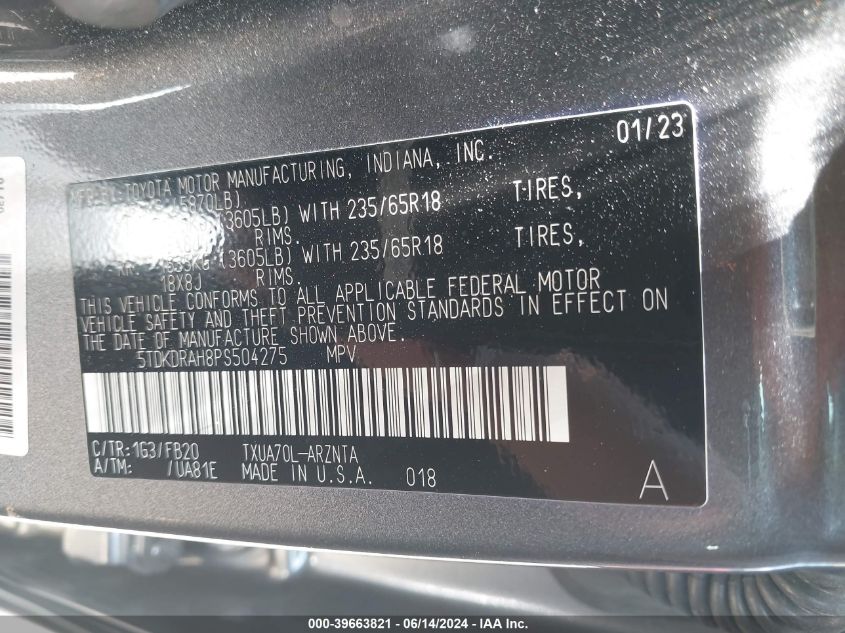 01/23
MFD BY: TOYOTA MOTOR MANUFACTURING, INDIANA, INC.
(5870LB)
(3605LB) WITH 235/65R18 TIRES,
RIMS.
(3605LB) WITH 235/65R18 TIRES,
18X8J RIMS.
THIS VEHICLE CONFORMS TO ALL APPLICABLE FEDERAL MOTOR
VEHICLE SAFETY AND THEFT PREVENTION STANDARDS IN EFFECT ON
THE DATE OF MANUFACTURE SHOWN ABOVE.
5TDKDRAH8PS504275 MPV
C/TR:1G3/FB20 TXUA70L-ARZNTA
A/TM: /UA81E MADE IN U.S.A. 018
A
000-39663821 - 06/14/2024 - IAA Inc.